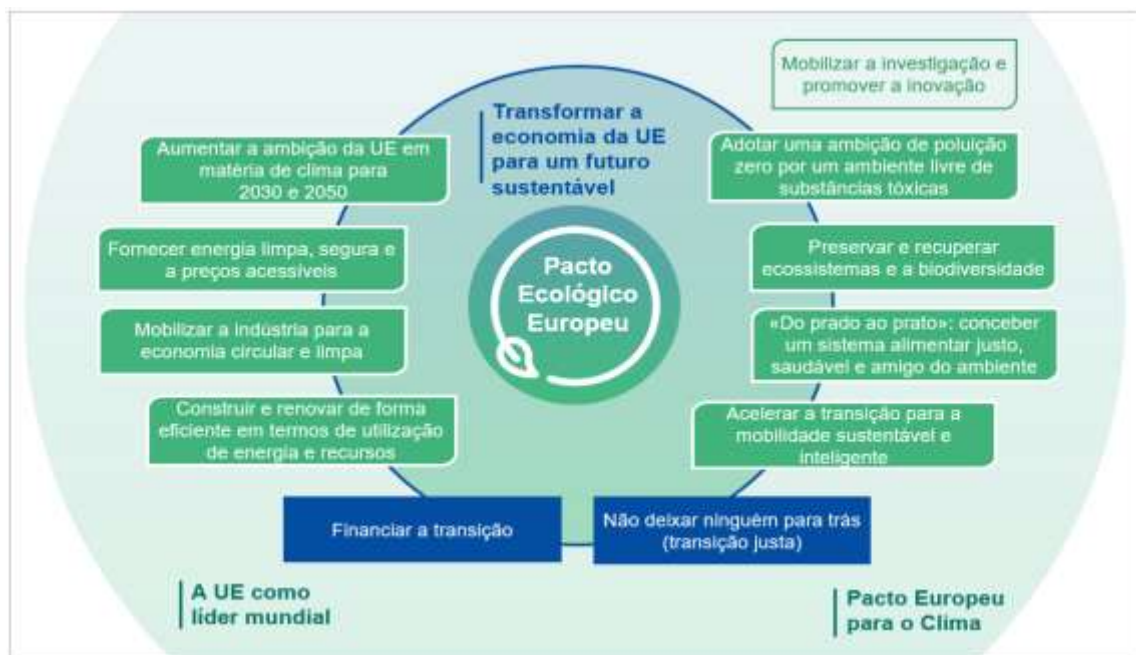 Mobilizar a investigação e
promover a inovação
Transformar a
economia da UE
para um futuro
sustentável
Aumentar a ambição da UE em
matéria de clima para
2030 e 2050
Adotar uma ambição de poluição
zero por um ambiente livre de
substâncias tóxicas
Fornecer energia limpa, segura e
a preços acessíveis
Preservar e recuperar
ecossistemas e a biodiversidade
Pacto
Ecológico
Europeu
Mobilizar a indústria para a
economia circular e limpa
«Do prado ao prato»: conceber
um sistema alimentar justo,
saudável e amigo do ambiente
Construir e renovar de forma
eficiente em termos de utilização
de energia e recursos
Acelerar a transição para a
mobilidade sustentável e
inteligente
Financiar a transição
Não deixar ninguém para trás
(transição justa)
A UE como
líder mundial
Pacto Europeu
para o Clima